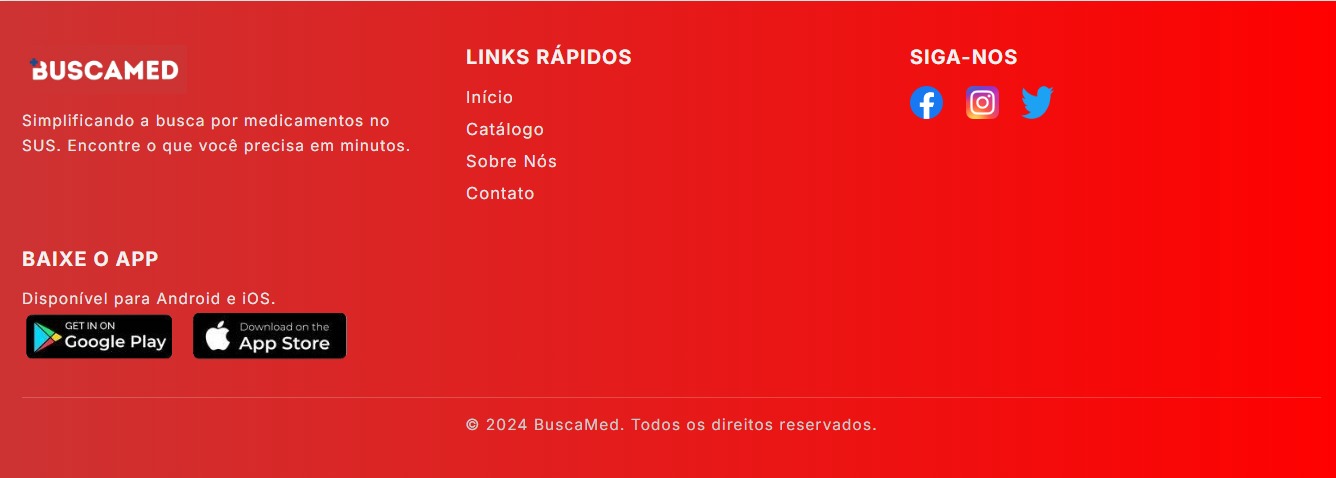 BUSCAMED
Simplificando a busca por medicamentos no
SUS. Encontre o que você precisa em minutos.
LINKS RÁPIDOS
Início
Catálogo
Sobre Nós
Contato
SIGA-NOS
BAIXE O APP
Disponível para Android e iOS.
GET IN ON
Google Play
Download on the
App Store
© 2024 BuscaMed. Todos os direitos reservados.